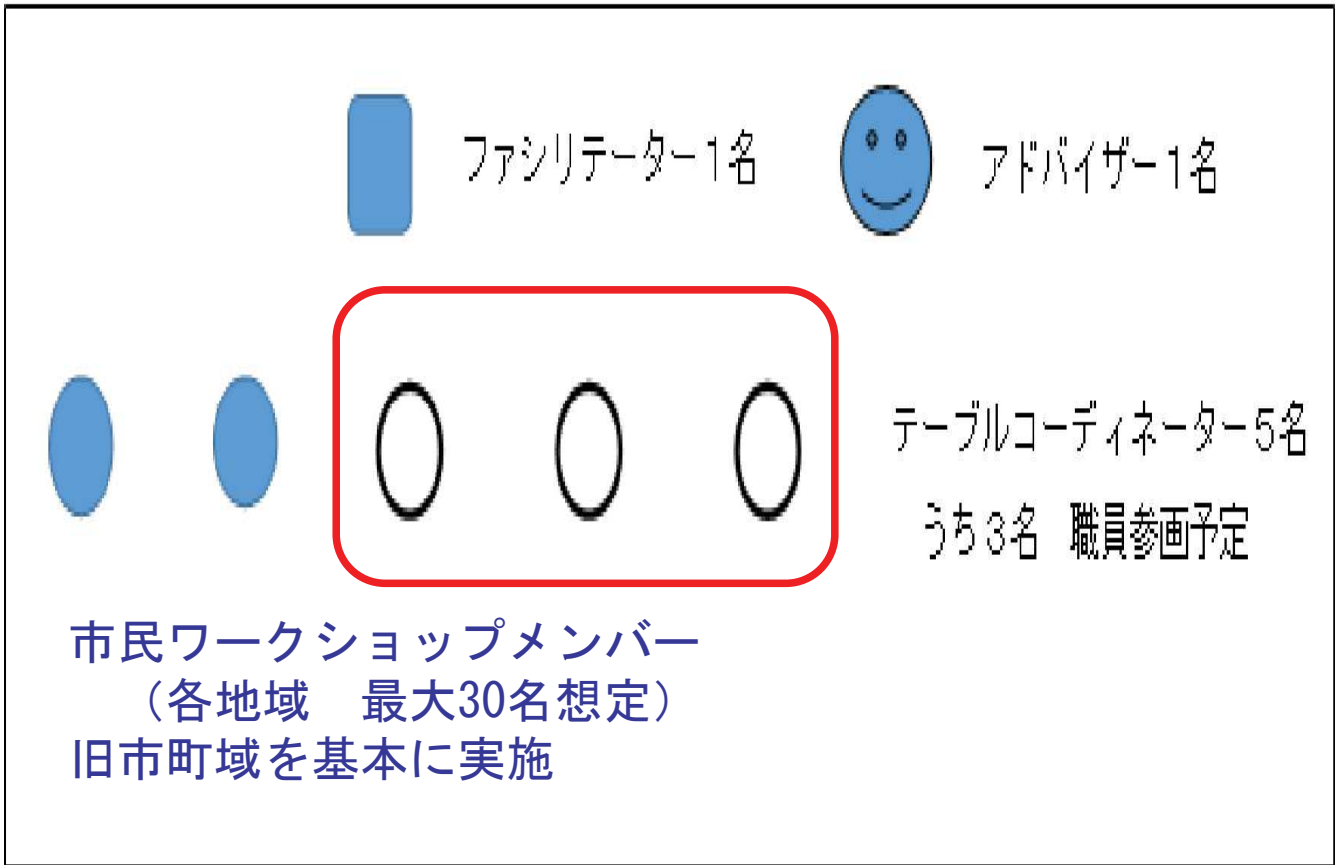 ファシリテーター1名
アドバイザー1名
テーブルコーディネーター5名
うち3名 職員参画予定
市民ワークショップメンバー
（各地域　最大30名想定）
旧市町域を基本に実施